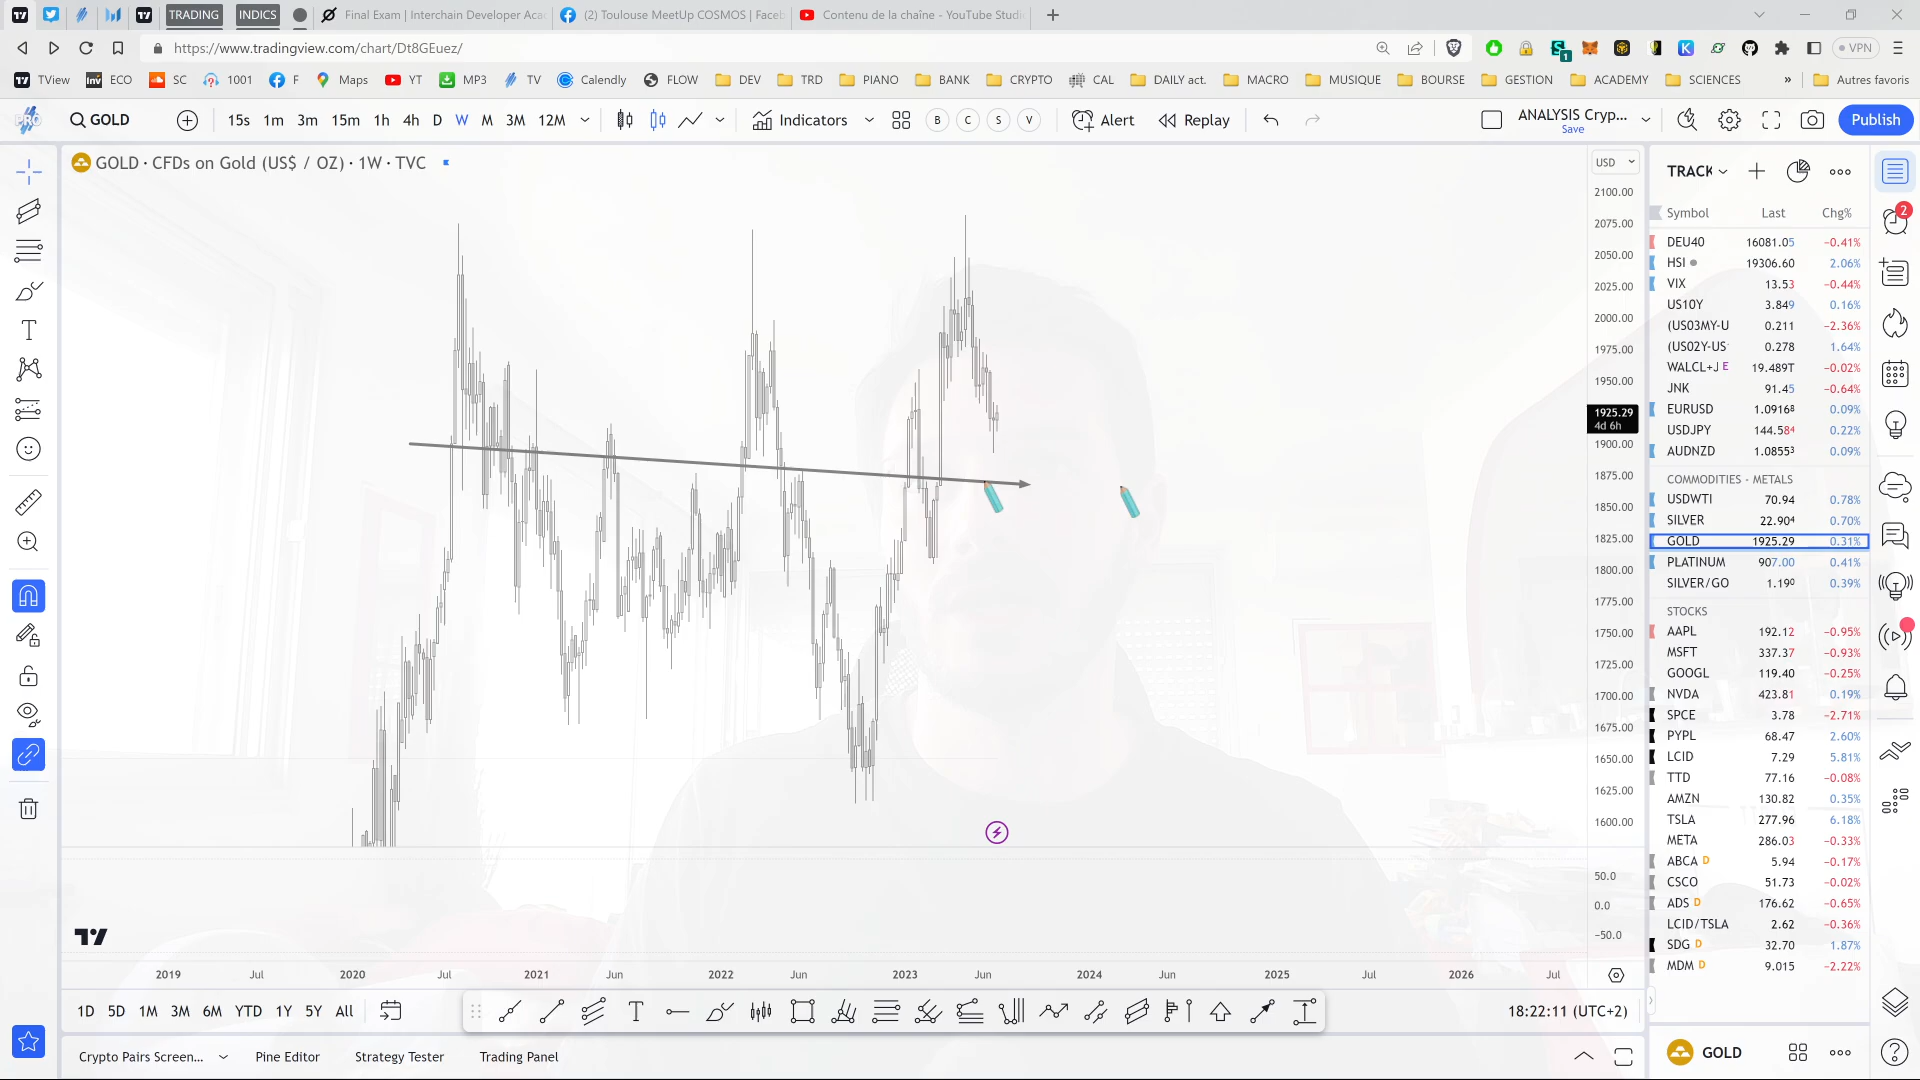 TRADING
INDICS
Final Exam | Interchain Developer Aca
(2) Toulouse MeetUp COSMOS | Faceb
Contenu de la chaîne - YouTube Studi
https://www.tradingview.com/chart/Dt8GEuez/
VPN
TView
Inv ECO
SC
1001
F
Maps
YT
MP3
TV
Calendly
FLOW
DEV
TRD
PIANO
BANK
CRYPTO
CAL
DAILY act.
MACRO
MUSIQUE
BOURSE
GESTION
ACADEMY
SCIENCES
»
Autres favoris
PRO
GOLD
15s 1m 3m 15m 1h 4h D W M 3M 12M
Indicators
B C S V
Alert
Replay
ANALYSIS Cryp...
Save
Publish
GOLD · CFDs on Gold (US$ / OZ) · 1W · TVC
USD
2100.00
2075.00
2050.00
2025.00
2000.00
1975.00
1950.00
1925.29
4d 6h
1900.00
1875.00
1850.00
1825.00
1800.00
1775.00
1750.00
1725.00
1700.00
1675.00
1650.00
1625.00
1600.00
50.0
0.0
−50.0
2019 Jul 2020 Jul 2021 Jun 2022 Jun 2023 Jun 2024 Jun 2025 Jul 2026 Jul
1D 5D 1M 3M 6M YTD 1Y 5Y All
18:22:11 (UTC+2)
Crypto Pairs Screen...
Pine Editor
Strategy Tester
Trading Panel
TRACK
Symbol Last Chg%
DEU40 16081.05 −0.41%
HSI 19306.60 2.06%
VIX 13.53 −0.44%
US10Y 3.849 0.16%
(US03MY-U 0.211 −2.36%
(US02Y-US 0.278 1.64%
WALCL+J E 19.489T −0.02%
JNK 91.45 −0.64%
EURUSD 1.09168 0.09%
USDJPY 144.584 0.22%
AUDNZD 1.08553 0.09%
COMMODITIES - METALS
USDWTI 70.94 0.78%
SILVER 22.904 0.70%
GOLD 1925.29 0.31%
PLATINUM 907.00 0.41%
SILVER/GO 1.190 0.39%
STOCKS
AAPL 192.12 −0.95%
MSFT 337.37 −0.93%
GOOGL 119.40 −0.25%
NVDA 423.81 0.19%
SPCE 3.78 −2.71%
PYPL 68.47 2.60%
LCID 7.29 5.81%
TTD 77.16 −0.08%
AMZN 130.82 0.35%
TSLA 277.96 6.18%
META 286.03 −0.33%
ABCA D 5.94 −0.17%
CSCO 51.73 −0.02%
ADS D 176.62 −0.65%
LCID/TSLA 2.62 −0.36%
SDG D 32.70 1.87%
MDM D 9.015 −2.22%
GOLD
2
1